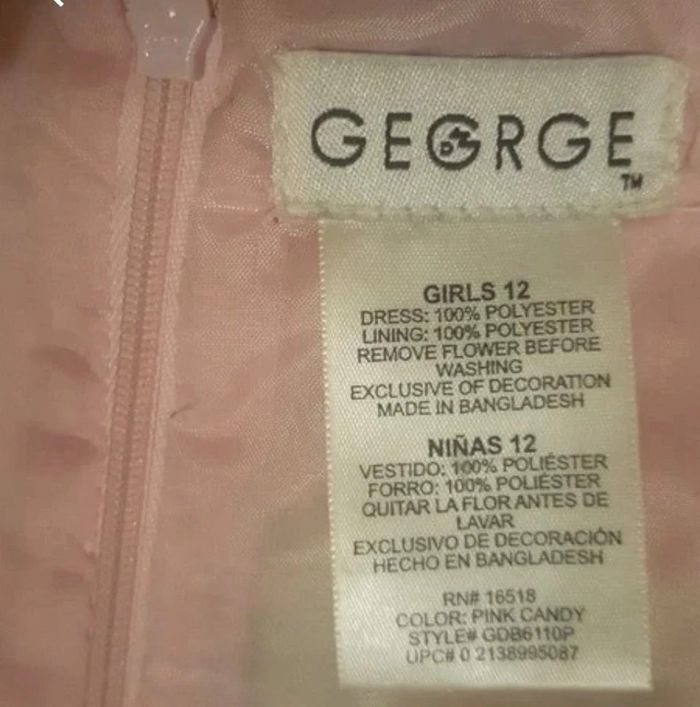 GEORGE
TM
GIRLS 12
DRESS: 100% POLYESTER
LINING: 100% POLYESTER
REMOVE FLOWER BEFORE
WASHING
EXCLUSIVE OF DECORATION
MADE IN BANGLADESH
NIÑAS 12
VESTIDO: 100% POLIÉSTER
FORRO: 100% POLIÉSTER
QUITAR LA FLOR ANTES DE
LAVAR
EXCLUSIVO DE DECORACIÓN
HECHO EN BANGLADESH
RN# 16518
COLOR: PINK CANDY
STYLE# GDB6110P
UPC# 0 2138995087